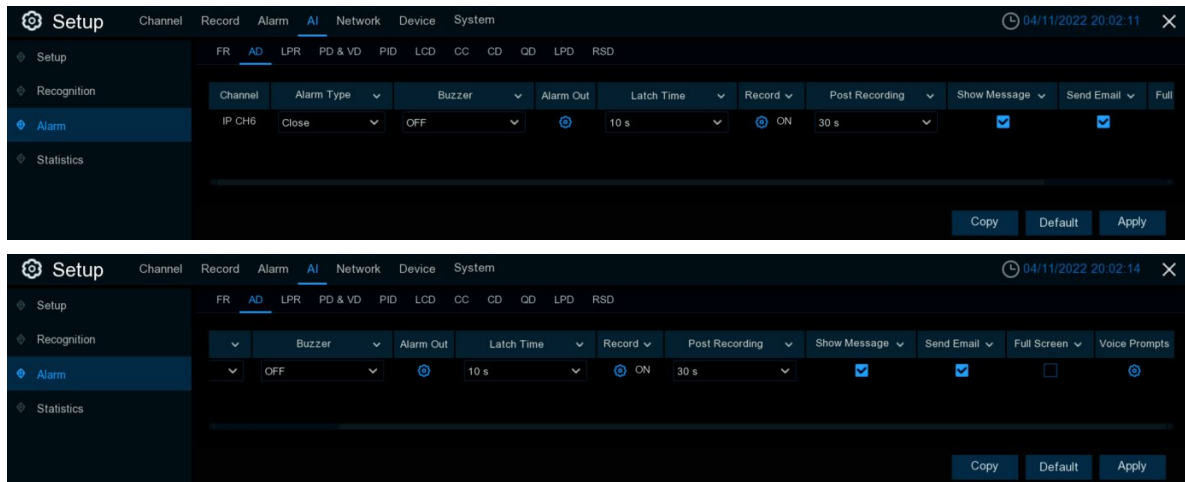 Setup Channel Record Alarm AI Network Device System 04/11/2022 20:02:11
Setup FR AD LPR PD & VD PID LCD CC CD QD LPD RSD
Recognition Channel Alarm Type Buzzer Alarm Out Latch Time Record Post Recording Show Message Send Email Full
Alarm IP CH6 Close OFF 10 s ON 30 s
Statistics
Copy Default Apply
Setup Channel Record Alarm AI Network Device System 04/11/2022 20:02:14
Setup FR AD LPR PD & VD PID LCD CC CD QD LPD RSD
Recognition Buzzer Alarm Out Latch Time Record Post Recording Show Message Send Email Full Screen Voice Prompts
Alarm OFF 10 s ON 30 s
Statistics
Copy Default Apply